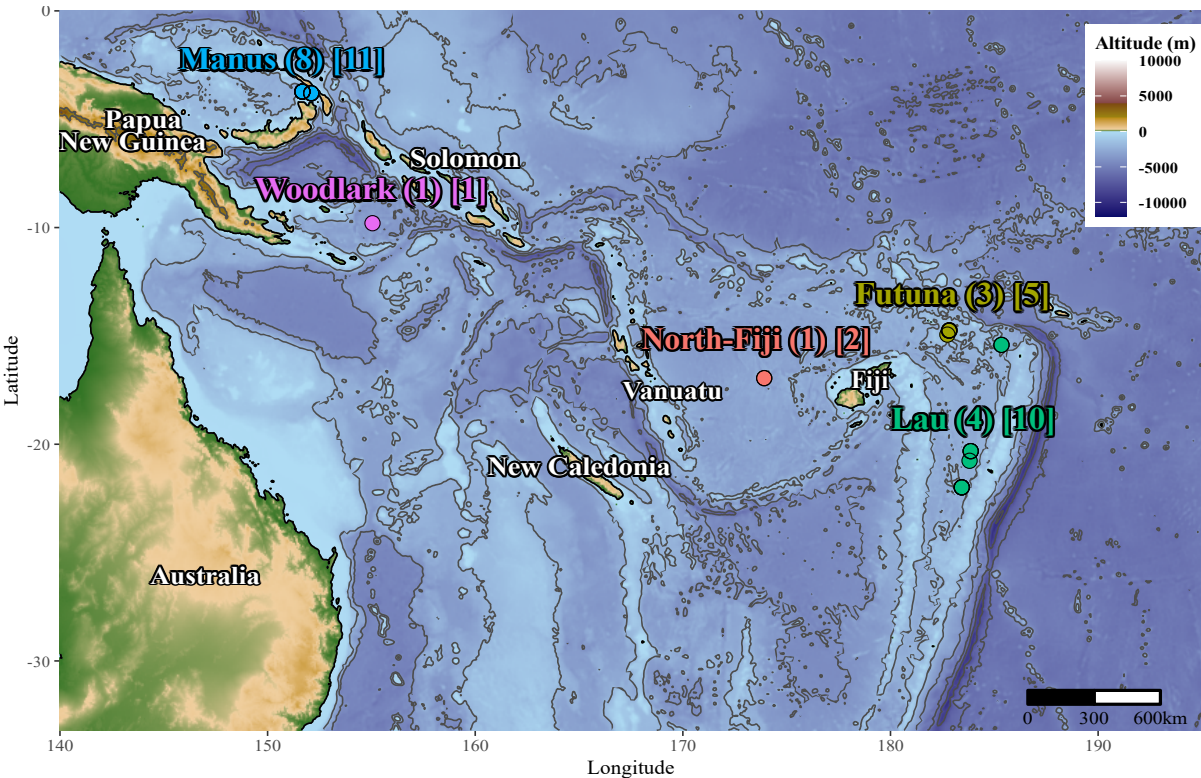 0
Manus (8) [11]
Altitude (m)
10000
5000
0
-5000
-10000
Papua
New Guinea
Solomon
Woodlark (1) [1]
-10
Futuna (3) [5]
North-Fiji (1) [2]
Vanuatu
Fiji
Lau (4) [10]
Latitude
-20
New Caledonia
Australia
-30
0 300 600km
140 150 160 170 180 190
Longitude